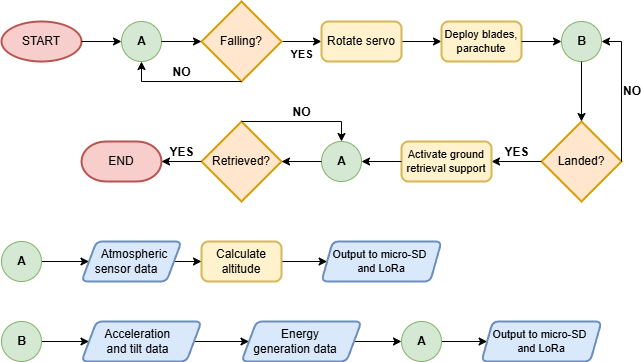 START
A
Falling?
YES
NO
Rotate servo
Deploy blades,
parachute
B
NO
Landed?
YES
Activate ground
retrieval support
A
NO
Retrieved?
YES
END
A
Atmospheric
sensor data
Calculate
altitude
Output to micro-SD
and LoRa
B
Acceleration
and tilt data
Energy
generation data
A
Output to micro-SD
and LoRa